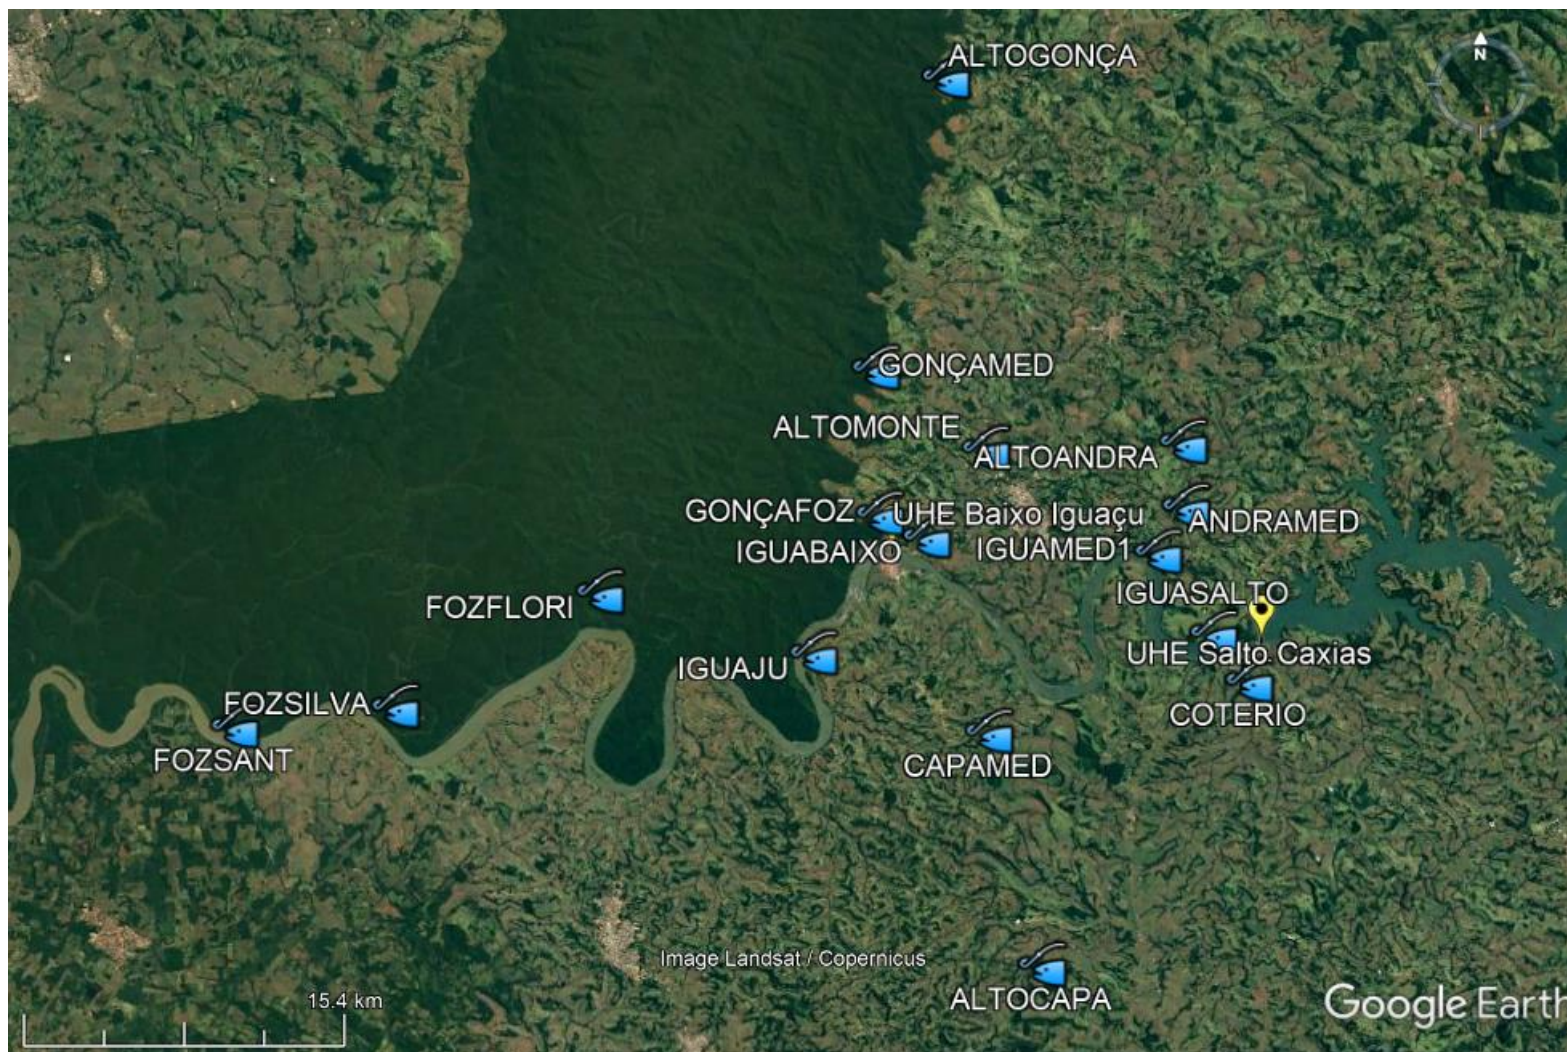 ALTOGONÇA
N
GONÇAMED
ALTOMONTE
ALTOANDRA
GONÇAFOZ
UHE Baixo Iguaçu
ANDRAMED
IGUABAIXO
IGUAMED1
IGUASALTO
FOZFLORI
UHE Salto Caxias
IGUAJU
FOZSILVA
COTERIO
FOZSANT
CAPAMED
Image Landsat / Copernicus
15.4 km
ALTOCAPA
Google Earth